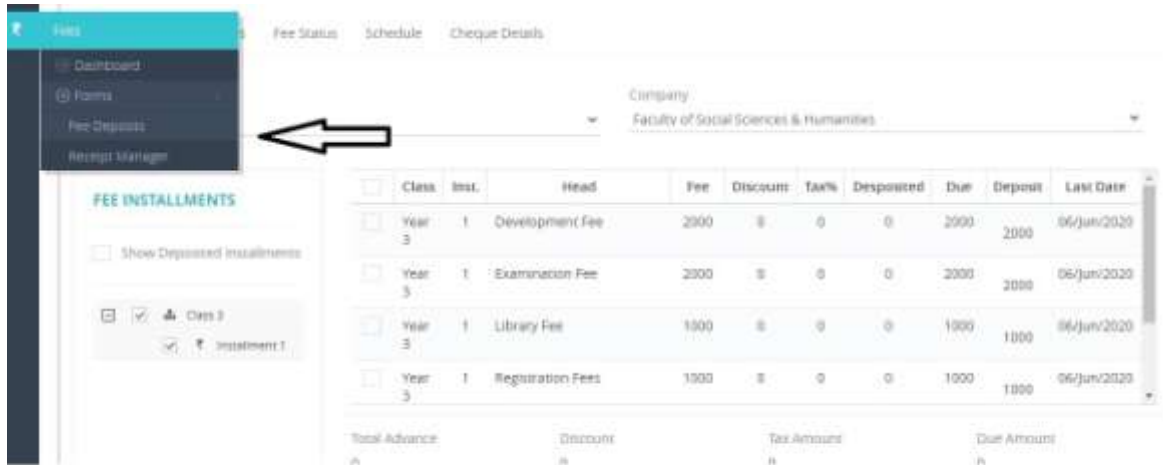 ₹ Fees
Fee Status Schedule Cheque Details
Dashboard
Forms
Company
Faculty of Social Sciences & Humanities
Fee Deposits
Receipt Manager
FEE INSTALLMENTS
Show Deposited Installments
Class 3
₹ Installment 1
Class Inst. Head Fee Discount Tax% Desposited Due Deposit Last Date
Year 3 1 Development Fee 2000 0 0 0 2000 2000 06/Jun/2020
Year 3 1 Examination Fee 2000 0 0 0 2000 2000 06/Jun/2020
Year 3 1 Library Fee 1000 0 0 0 1000 1000 06/Jun/2020
Year 3 1 Registration Fees 1000 0 0 0 1000 1000 06/Jun/2020
Total Advance Discount Tax Amount Due Amount